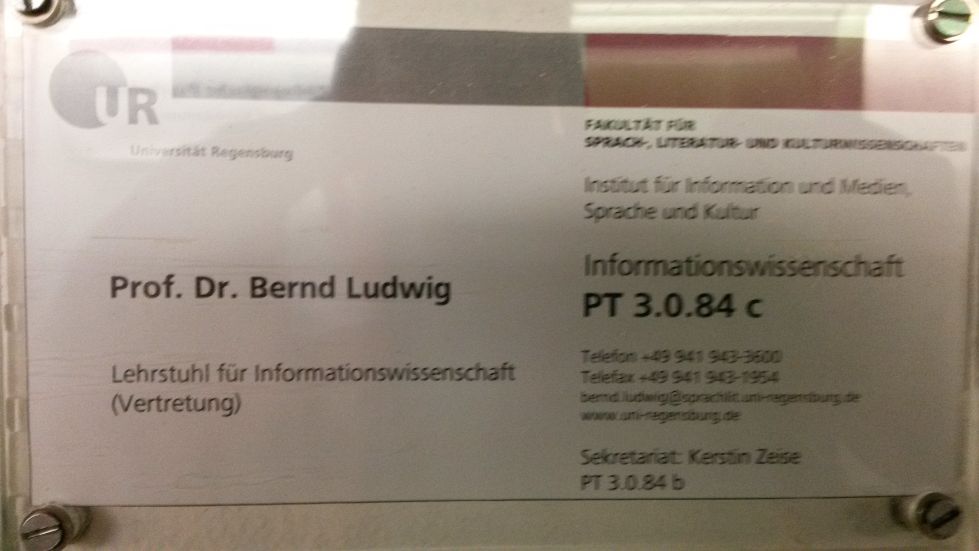 UR
Universität Regensburg
FAKULTÄT FÜR
SPRACH-, LITERATUR- UND KULTURWISSENSCHAFTEN
Institut für Information und Medien,
Sprache und Kultur
Informationswissenschaft
PT 3.0.84 c
Prof. Dr. Bernd Ludwig
Lehrstuhl für Informationswissenschaft
(Vertretung)
Telefon +49 941 943-3600
Telefax +49 941 943-1954
bernd.ludwig@sprachlit.uni-regensburg.de
www.uni-regensburg.de
Sekretariat: Kerstin Zeise
PT 3.0.84 b